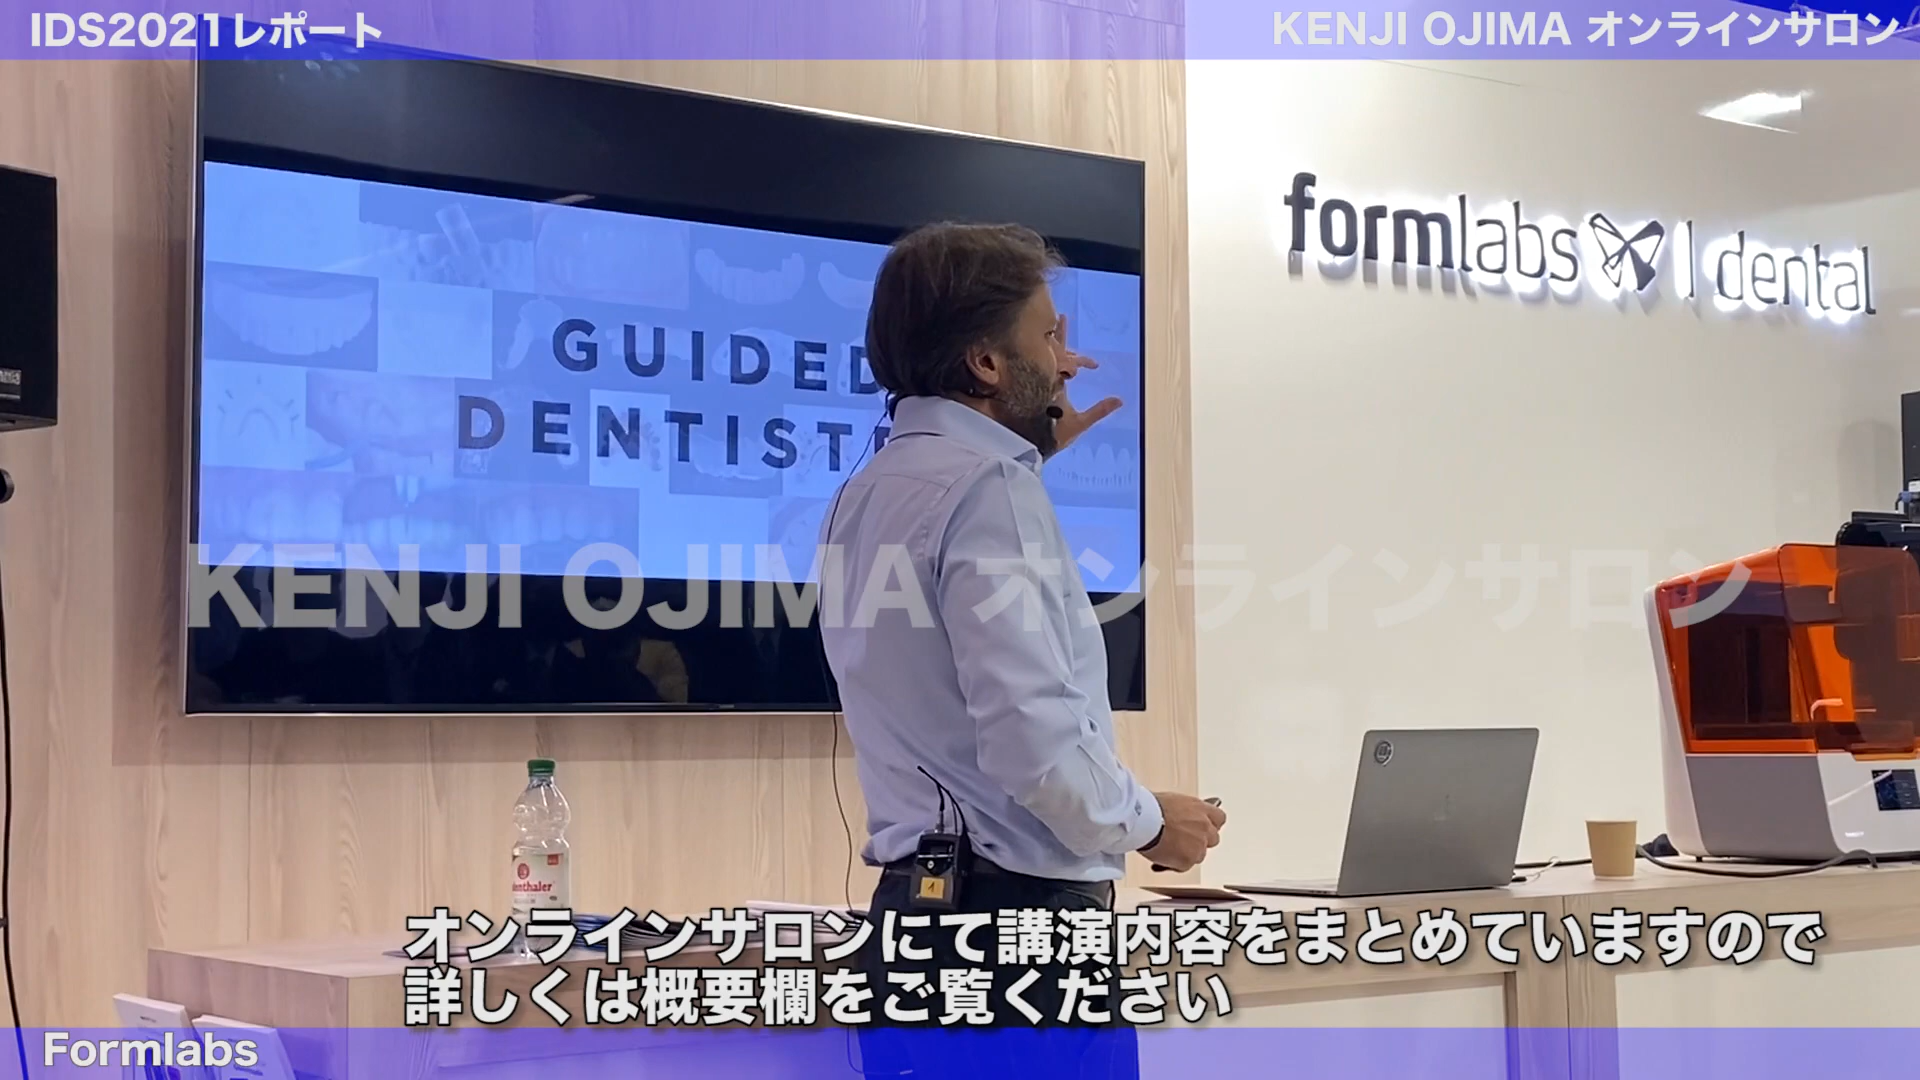 IDS2021レポート
KENJI OJIMA オンラインサロン
formlabs | dental
GUIDED
DENTIST
KENJI OJIMA オンラインサロン
enthaler
オンラインサロンにて講演内容をまとめていますので
詳しくは概要欄をご覧ください
Formlabs